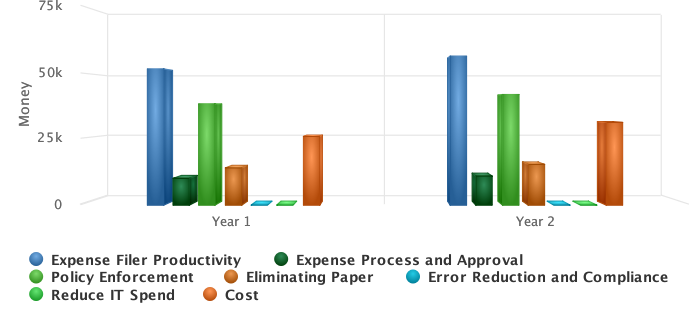 75k
50k
25k
0
Money
Year 1 Year 2
Expense Filer Productivity Expense Process and Approval
Policy Enforcement Eliminating Paper Error Reduction and Compliance
Reduce IT Spend Cost